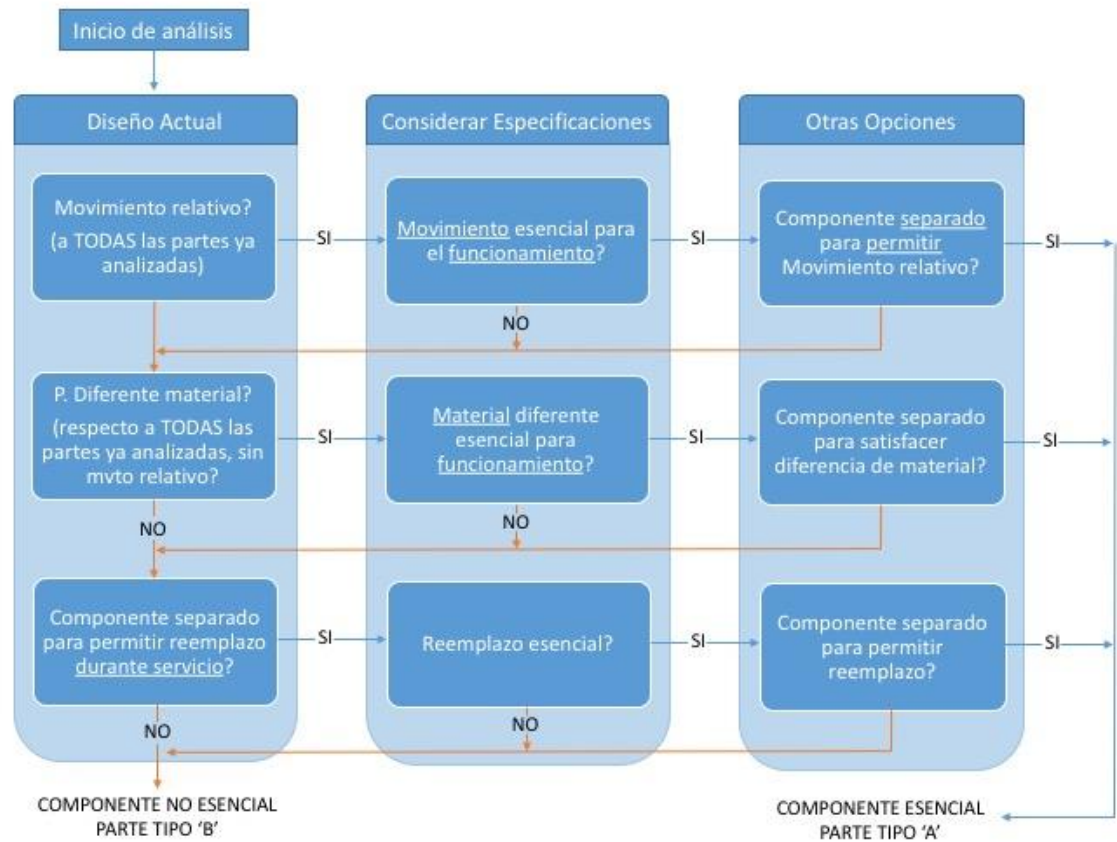 Inicio de análisis
Diseño Actual
Considerar Especificaciones
Otras Opciones
Movimiento relativo?
(a TODAS las partes ya
analizadas)
SI
Movimiento esencial para
el funcionamiento?
SI
Componente separado
para permitir
Movimiento relativo?
SI
NO
P. Diferente material?
(respecto a TODAS las
partes ya analizadas, sin
mvto relativo?
SI
Material diferente
esencial para
funcionamiento?
SI
Componente separado
para satisfacer
diferencia de material?
SI
NO
NO
Componente separado
para permitir reemplazo
durante servicio?
SI
Reemplazo esencial?
SI
Componente separado
para permitir
reemplazo?
SI
NO
NO
COMPONENTE NO ESENCIAL
PARTE TIPO ‘B’
COMPONENTE ESENCIAL
PARTE TIPO ‘A’